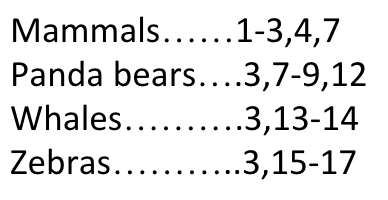 Mammals……1-3,4,7
Panda bears….3,7-9,12
Whales……….3,13-14
Zebras………..3,15-17